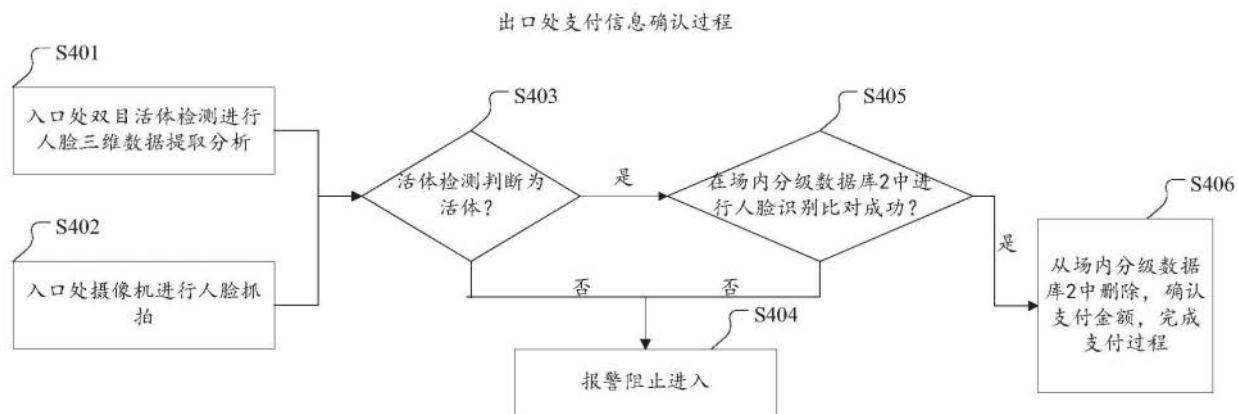 出口处支付信息确认过程
S401
入口处双目活体检测进行
人脸三维数据提取分析
S402
入口处摄像机进行人脸抓
拍
S403
活体检测判断为
活体？
是
否
S405
在场内分级数据库2中进
行人脸识别比对成功？
是
否
S404
报警阻止进入
S406
从场内分级数据
库2中删除，确认
支付金额，完成
支付过程